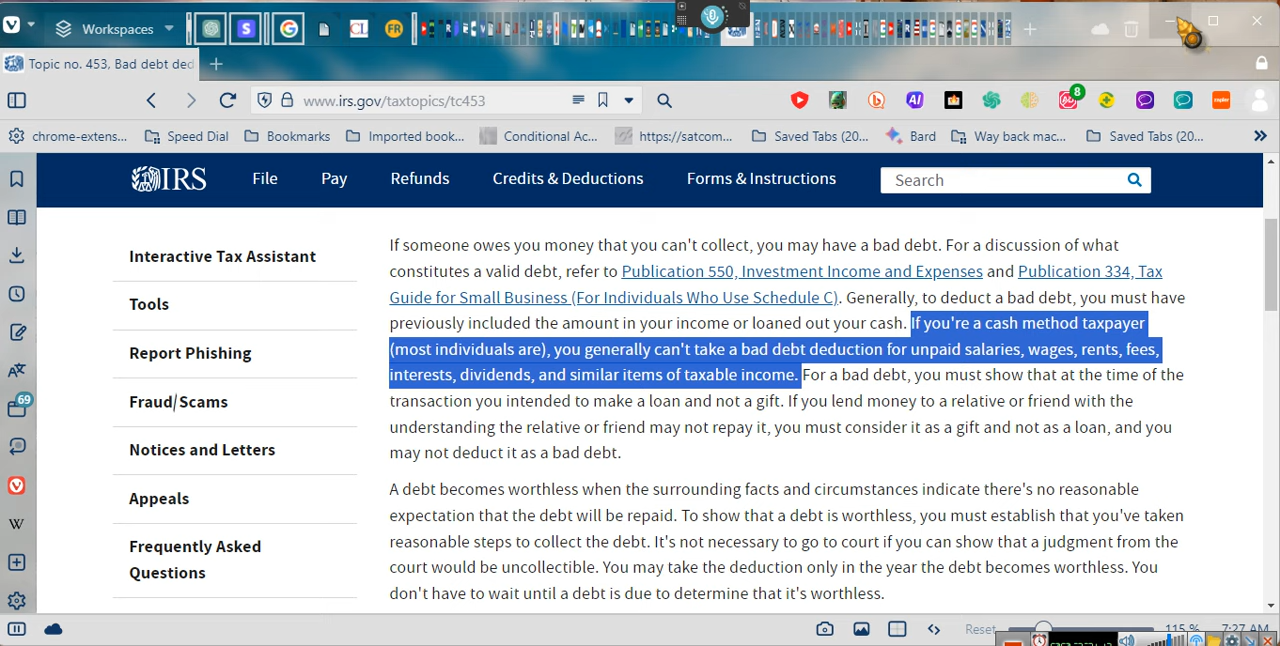 Workspaces
CL
FR
Topic no. 453, Bad debt ded
www.irs.gov/taxtopics/tc453
8
chrome-extens...
Speed Dial
Bookmarks
Imported book...
Conditional Ac...
https://satcom...
Saved Tabs (20...
Bard
Way back mac...
Saved Tabs (20...
IRS
File
Pay
Refunds
Credits & Deductions
Forms & Instructions
Search
Interactive Tax Assistant
Tools
Report Phishing
Fraud/Scams
Notices and Letters
Appeals
Frequently Asked
Questions
69
W
If someone owes you money that you can't collect, you may have a bad debt. For a discussion of what
constitutes a valid debt, refer to Publication 550, Investment Income and Expenses and Publication 334, Tax
Guide for Small Business (For Individuals Who Use Schedule C). Generally, to deduct a bad debt, you must have
previously included the amount in your income or loaned out your cash. If you're a cash method taxpayer
(most individuals are), you generally can't take a bad debt deduction for unpaid salaries, wages, rents, fees,
interests, dividends, and similar items of taxable income. For a bad debt, you must show that at the time of the
transaction you intended to make a loan and not a gift. If you lend money to a relative or friend with the
understanding the relative or friend may not repay it, you must consider it as a gift and not as a loan, and you
may not deduct it as a bad debt.
A debt becomes worthless when the surrounding facts and circumstances indicate there's no reasonable
expectation that the debt will be repaid. To show that a debt is worthless, you must establish that you've taken
reasonable steps to collect the debt. It's not necessary to go to court if you can show that a judgment from the
court would be uncollectible. You may take the deduction only in the year the debt becomes worthless. You
don't have to wait until a debt is due to determine that it's worthless.
Reset
115 %
7:27 AM